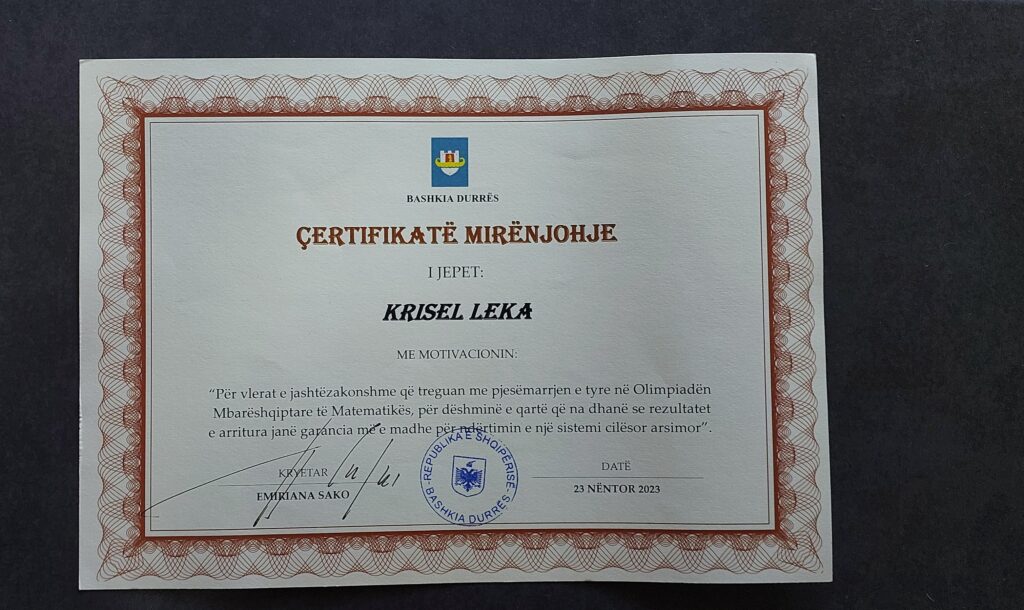 BASHKIA DURRËS
ÇERTIFIKATË MIRËNJOHJE
I JEPET:
KRISEL LEKA
ME MOTIVACIONIN:
“Për vlerat e jashtëzakonshme që treguan me pjesëmarrjen e tyre në Olimpiadën
Mbarëshqiptare të Matematikës, për dëshminë e qartë që na dhanë se rezultatet
e arritura janë garancia më e madhe për ndërtimin e një sistemi cilësor arsimor”.
KRYETAR
EMIRIANA SAKO
REPUBLIKA E SHQIPËRISË
BASHKIA DURRËS
DATË
23 NËNTOR 2023